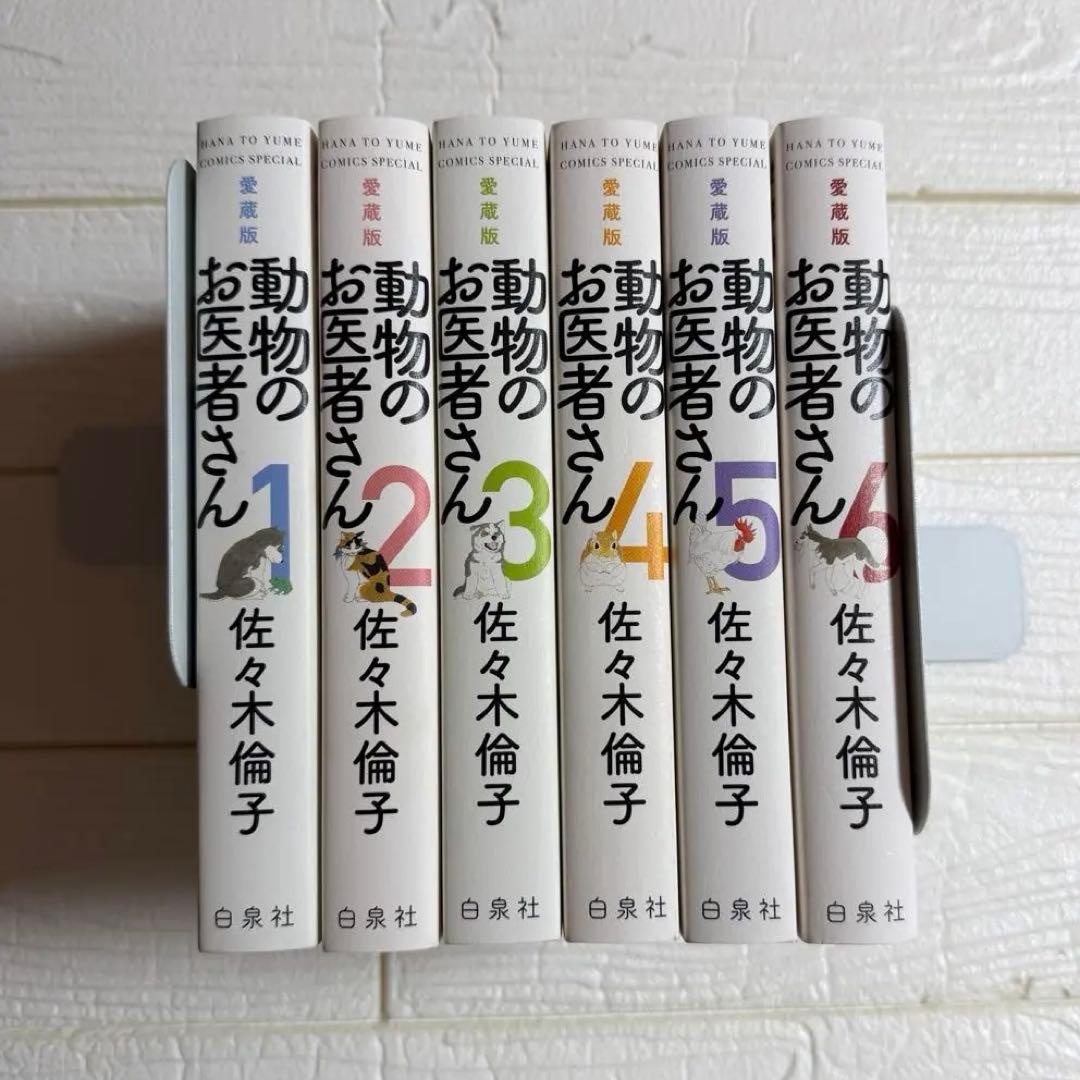 HANA TO YUME
COMICS SPECIAL
愛蔵版
動物の
お医者さん
1
佐々木倫子
白泉社
HANA TO YUME
COMICS SPECIAL
愛蔵版
動物の
お医者さん
2
佐々木倫子
白泉社
HANA TO YUME
COMICS SPECIAL
愛蔵版
動物の
お医者さん
3
佐々木倫子
白泉社
HANA TO YUME
COMICS SPECIAL
愛蔵版
動物の
お医者さん
4
佐々木倫子
白泉社
HANA TO YUME
COMICS SPECIAL
愛蔵版
動物の
お医者さん
5
佐々木倫子
白泉社
HANA TO YUME
COMICS SPECIAL
愛蔵版
動物の
お医者さん
6
佐々木倫子
白泉社